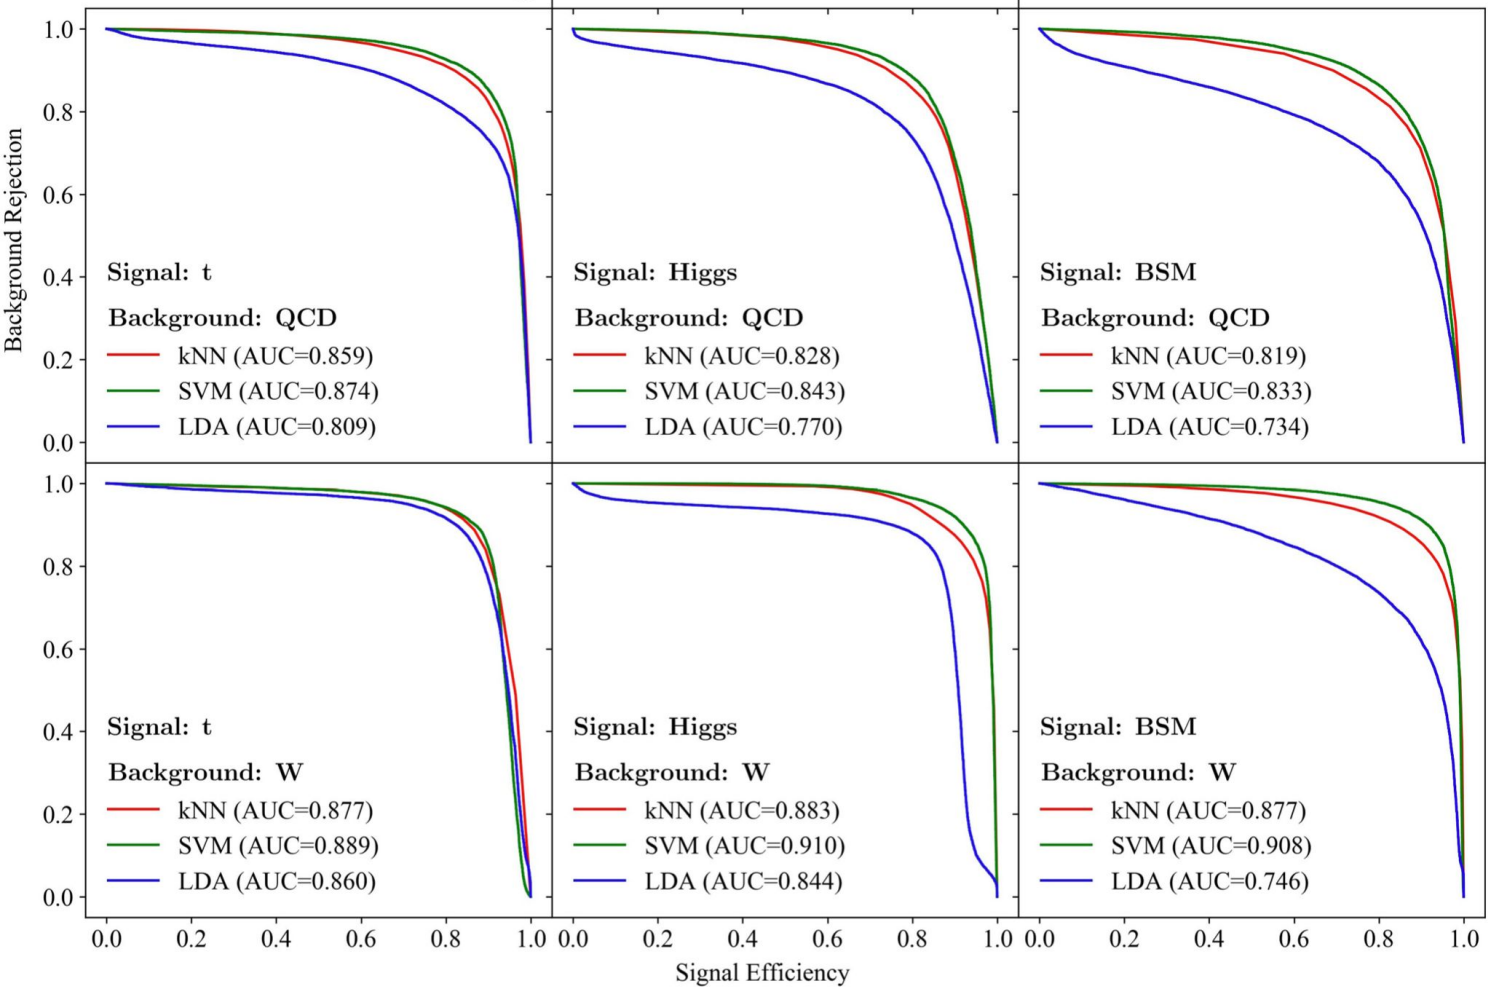 Background Rejection
1.0
0.8
0.6
0.4
0.2
0.0
Signal: t
Background: QCD
kNN (AUC=0.859)
SVM (AUC=0.874)
LDA (AUC=0.809)
Signal: Higgs
Background: QCD
kNN (AUC=0.828)
SVM (AUC=0.843)
LDA (AUC=0.770)
Signal: BSM
Background: QCD
kNN (AUC=0.819)
SVM (AUC=0.833)
LDA (AUC=0.734)
1.0
0.8
0.6
0.4
0.2
0.0
Signal: t
Background: W
kNN (AUC=0.877)
SVM (AUC=0.889)
LDA (AUC=0.860)
Signal: Higgs
Background: W
kNN (AUC=0.883)
SVM (AUC=0.910)
LDA (AUC=0.844)
Signal: BSM
Background: W
kNN (AUC=0.877)
SVM (AUC=0.908)
LDA (AUC=0.746)
0.0 0.2 0.4 0.6 0.8 1.0 0.0 0.2 0.4 0.6 0.8 1.0 0.0 0.2 0.4 0.6 0.8 1.0
Signal Efficiency